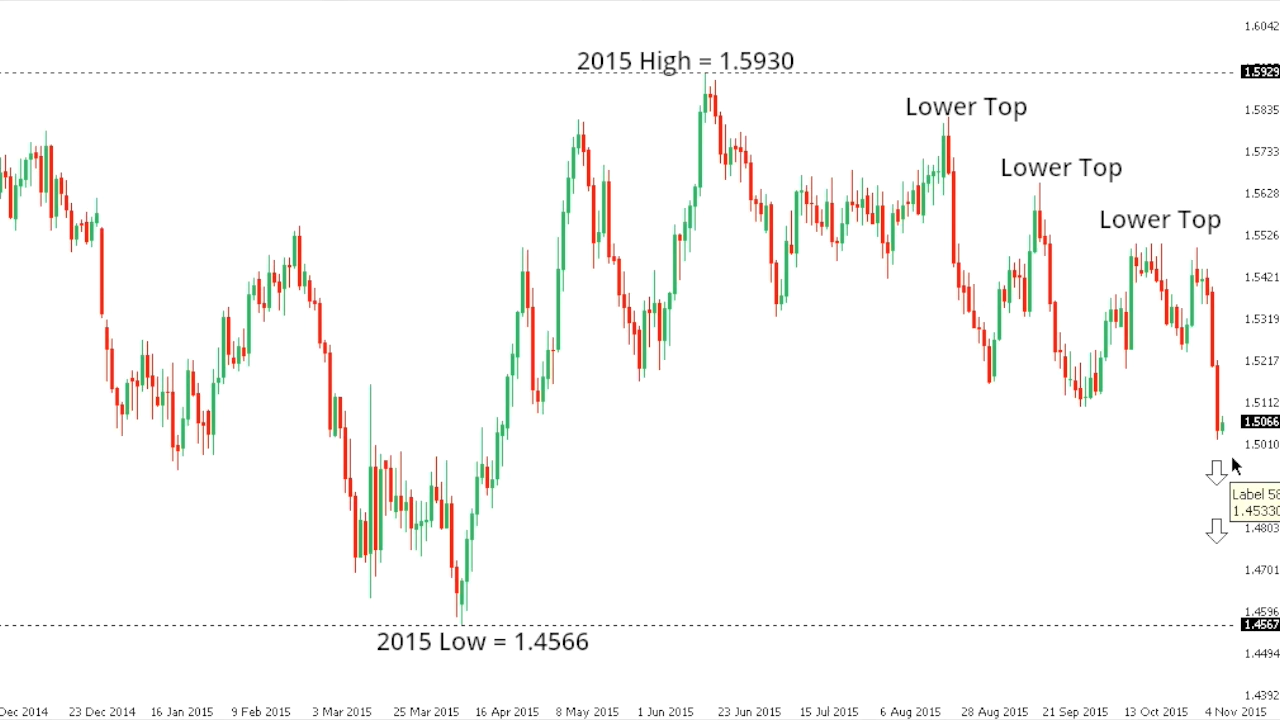 1.6042
2015 High = 1.5930
1.5929
Lower Top
1.5835
1.5733
Lower Top
1.5628
Lower Top
1.5526
1.5421
1.5319
1.5217
1.5112
1.5066
1.5010
Label 58
1.45330
1.4803
1.4701
1.4596
1.4567
2015 Low = 1.4566
1.4494
1.4392
Dec 2014 23 Dec 2014 16 Jan 2015 9 Feb 2015 3 Mar 2015 25 Mar 2015 16 Apr 2015 8 May 2015 1 Jun 2015 23 Jun 2015 15 Jul 2015 6 Aug 2015 28 Aug 2015 21 Sep 2015 13 Oct 2015 4 Nov 2015